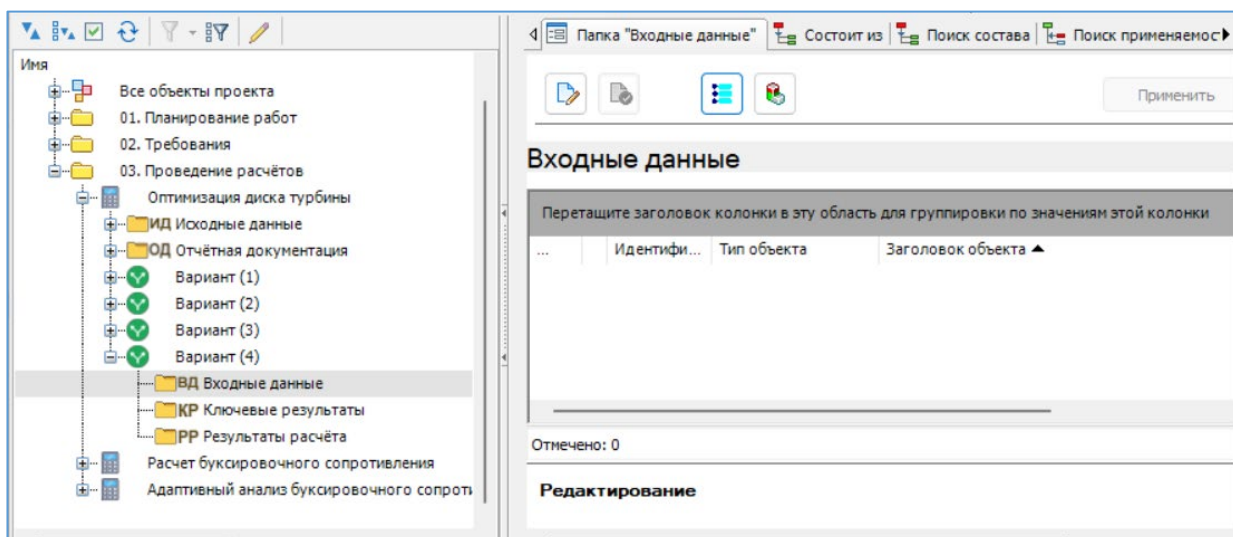 Имя
Все объекты проекта
01. Планирование работ
02. Требования
03. Проведение расчётов
Оптимизация диска турбины
ИД Исходные данные
ОД Отчётная документация
Вариант (1)
Вариант (2)
Вариант (3)
Вариант (4)
ВД Входные данные
КР Ключевые результаты
РР Результаты расчёта
Расчет буксировочного сопротивления
Адаптивный анализ буксировочного сопроти
Папка "Входные данные" Состоит из Поиск состава Поиск применяемос
Применить
Входные данные
Перетащите заголовок колонки в эту область для группировки по значениям этой колонки
... Идентифи... Тип объекта Заголовок объекта
Отмечено: 0
Редактирование